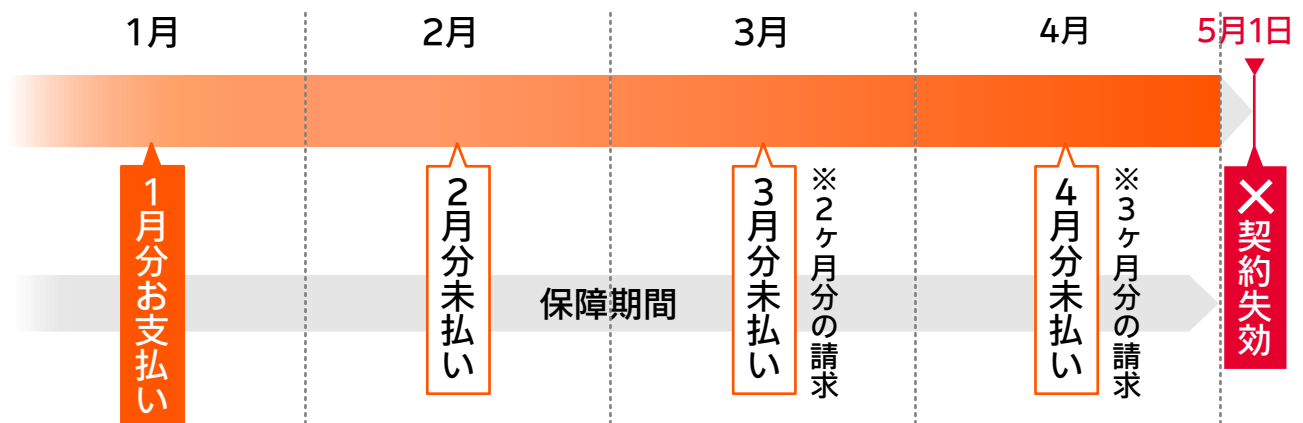 1月
2月
3月
4月
5月1日
1月分お支払い
2月分未払い
3月分未払い
※2ヶ月分の請求
4月分未払い
※3ヶ月分の請求
×契約失効
保障期間